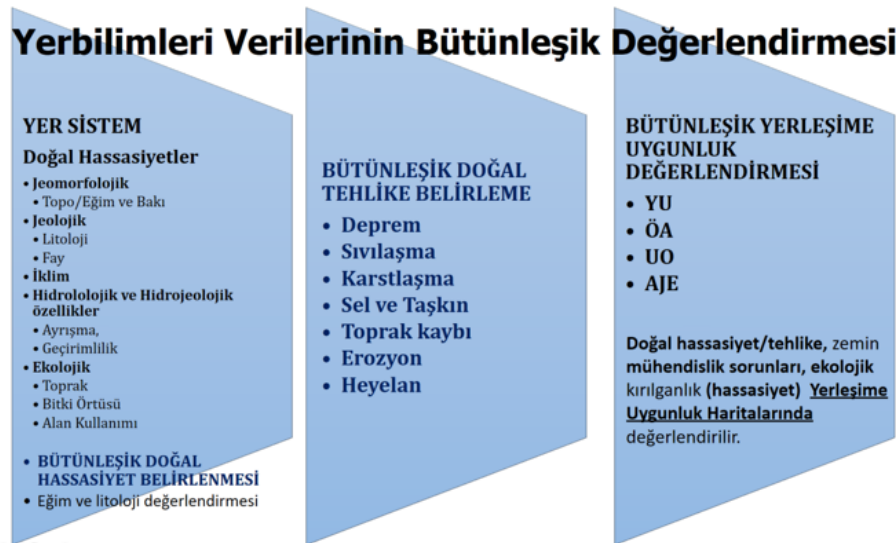 Yerbilimleri Verilerinin Bütünleşik Değerlendirmesi
YER SİSTEM
Doğal Hassasiyetler
• Jeomorfolojik
• Topo/Eğim ve Bakı
• Jeolojik
• Litoloji
• Fay
• İklim
• Hidrololojik ve Hidrojeolojik
özellikler
• Ayrışma,
• Geçirimlilik
• Ekolojik
• Toprak
• Bitki Örtüsü
• Alan Kullanımı
• BÜTÜNLEŞİK DOĞAL
HASSASİYET BELİRLENMESİ
• Eğim ve litoloji değerlendirmesi
BÜTÜNLEŞİK DOĞAL
TEHLİKE BELİRLEME
• Deprem
• Sıvılaşma
• Karstlaşma
• Sel ve Taşkın
• Toprak kaybı
• Erozyon
• Heyelan
BÜTÜNLEŞİK YERLEŞİME
UYGUNLUK
DEĞERLENDİRMESİ
• YU
• ÖA
• UO
• AJE
Doğal hassasiyet/tehlike, zemin
mühendislik sorunları, ekolojik
kırılganlık (hassasiyet) Yerleşime
Uygunluk Haritalarında
değerlendirilir.